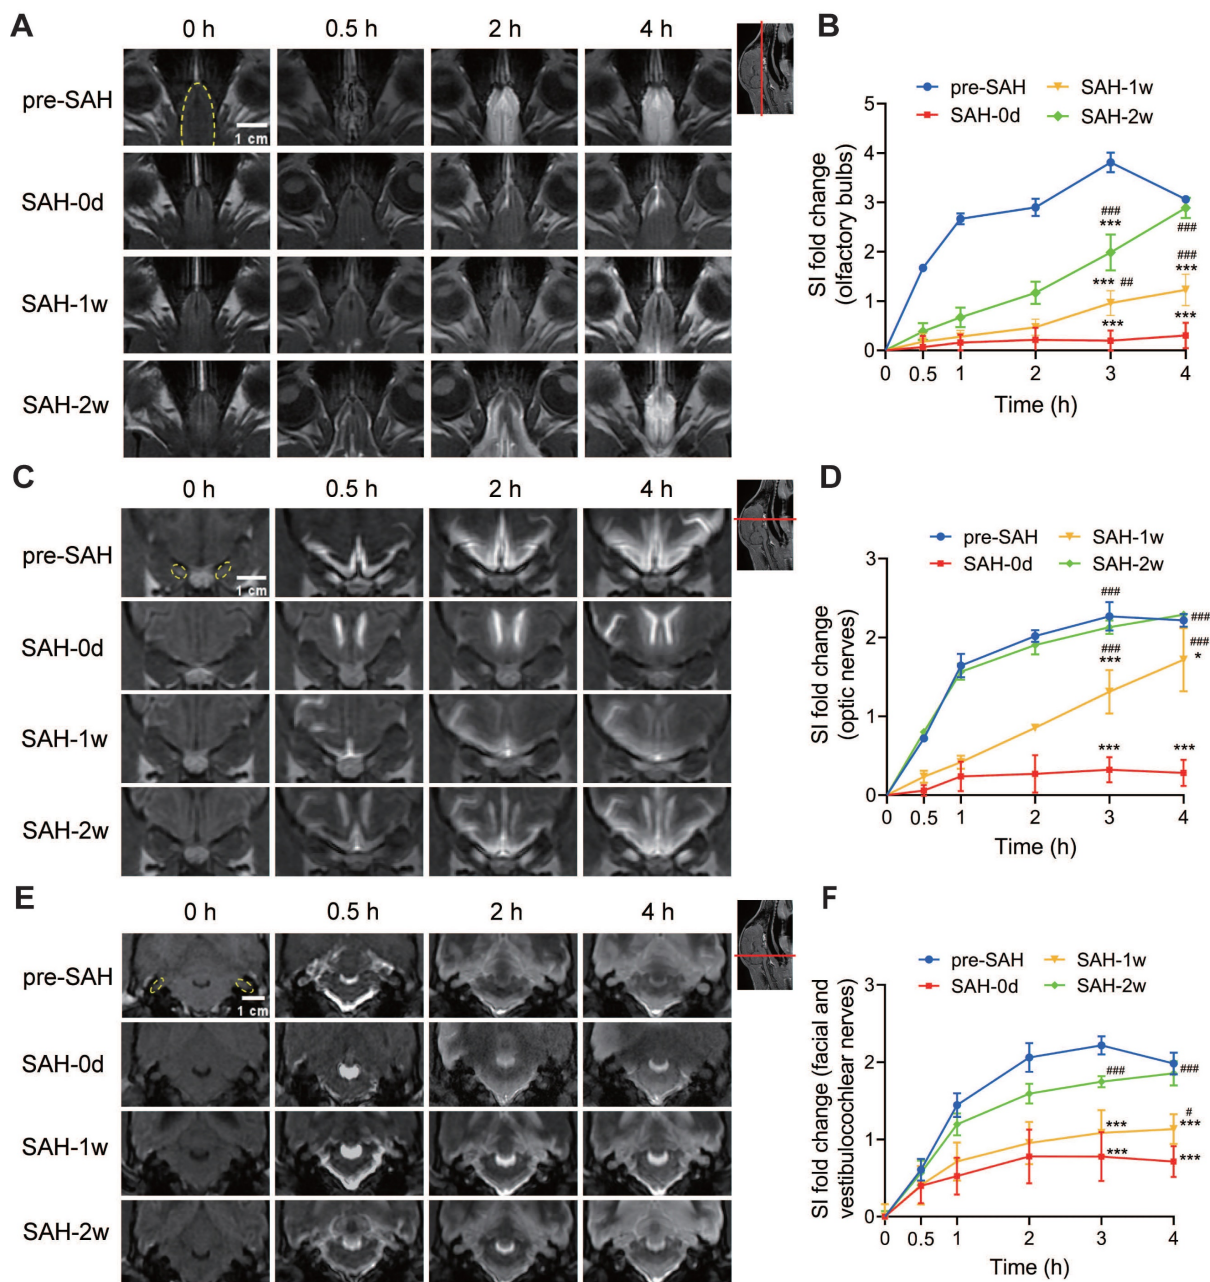 A
0 h 0.5 h 2 h 4 h
pre-SAH
1 cm
SAH-0d
SAH-1w
SAH-2w
B
pre-SAH SAH-1w
SAH-0d SAH-2w
SI fold change
(olfactory bulbs)
5
4
3
2
1
0
###
***
###
###
***
*** ##
***
***
0 0.5 1 2 3 4
Time (h)
C
0 h 0.5 h 2 h 4 h
pre-SAH
1 cm
SAH-0d
SAH-1w
SAH-2w
D
pre-SAH SAH-1w
SAH-0d SAH-2w
SI fold change
(optic nerves)
3
2
1
0
###
###
###
***
###
*
***
***
0 0.5 1 2 3 4
Time (h)
E
0 h 0.5 h 2 h 4 h
pre-SAH
1 cm
SAH-0d
SAH-1w
SAH-2w
F
pre-SAH SAH-1w
SAH-0d SAH-2w
SI fold change (facial and
vestibulocochlear nerves)
3
2
1
0
###
###
***
#
***
***
***
0 0.5 1 2 3 4
Time (h)